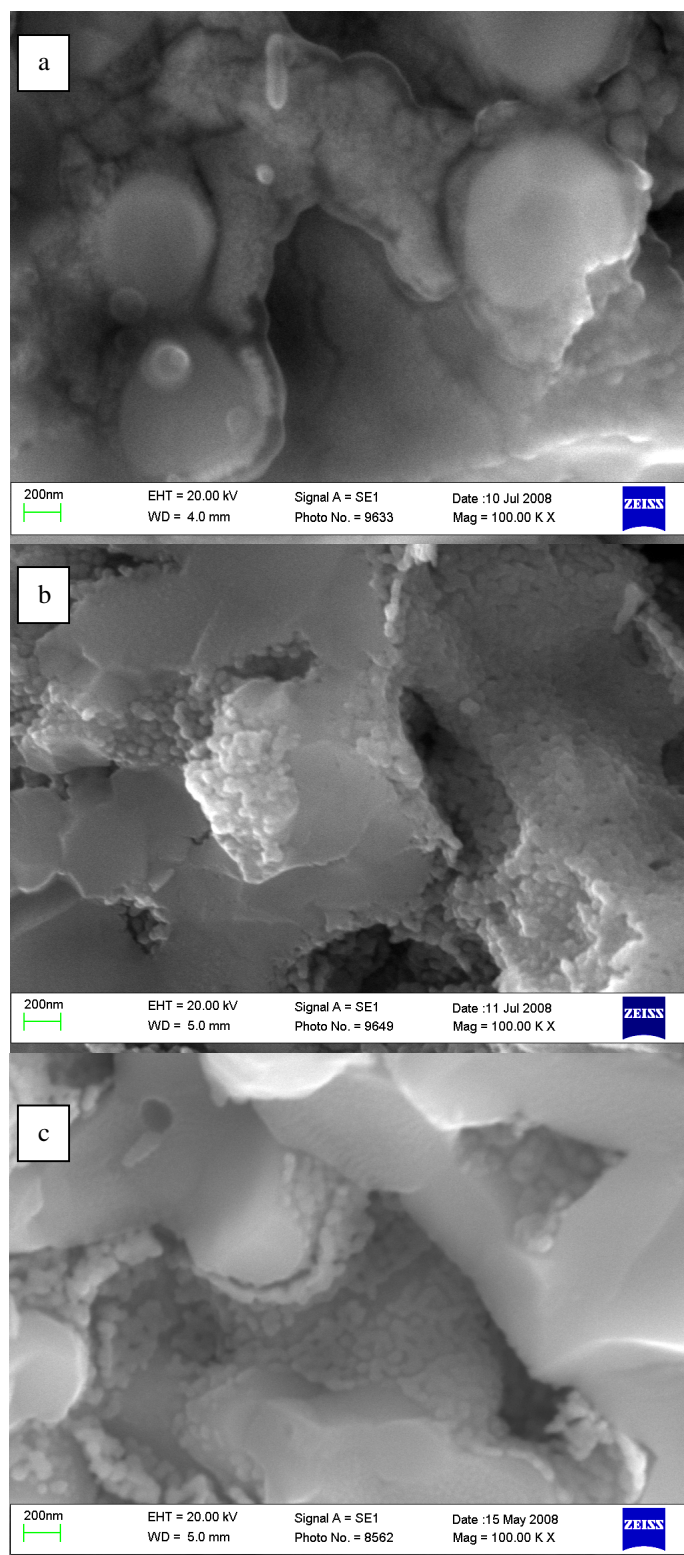 a
200nm EHT = 20.00 kV Signal A = SE1 Date :10 Jul 2008 ZEISS
WD = 4.0 mm Photo No. = 9633 Mag = 100.00 K X
b
200nm EHT = 20.00 kV Signal A = SE1 Date :11 Jul 2008 ZEISS
WD = 5.0 mm Photo No. = 9649 Mag = 100.00 K X
c
200nm EHT = 20.00 kV Signal A = SE1 Date :15 May 2008 ZEISS
WD = 5.0 mm Photo No. = 8562 Mag = 100.00 K X